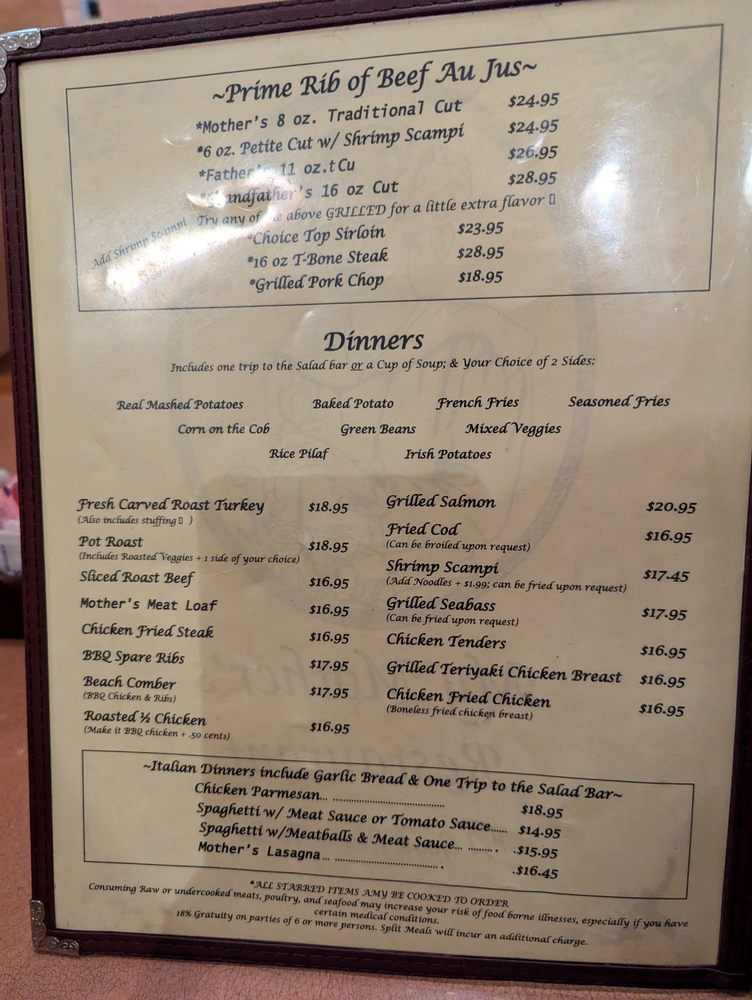 ~Prime Rib of Beef Au Jus~
*Mother's 8 oz. Traditional Cut $24.95
*6 oz. Petite Cut w/ Shrimp Scampi $24.95
*Father's 11 oz.tCu $26.95
*Grandfather's 16 oz Cut $28.95
Try any of the above GRILLED for a little extra flavor
Add Shrimp Scampi
*Choice Top Sirloin $23.95
*16 oz T-Bone Steak $28.95
*Grilled Pork Chop $18.95
Dinners
Includes one trip to the Salad bar or a Cup of Soup; & Your Choice of 2 Sides:
Real Mashed Potatoes Baked Potato French Fries Seasoned Fries
Corn on the Cob Green Beans Mixed Veggies
Rice Pilaf Irish Potatoes
Fresh Carved Roast Turkey $18.95
(Also includes stuffing )
Pot Roast $18.95
(Includes Roasted Veggies + 1 side of your choice)
Sliced Roast Beef $16.95
Mother's Meat Loaf $16.95
Chicken Fried Steak $16.95
BBQ Spare Ribs $17.95
Beach Comber $17.95
(BBQ Chicken & Ribs)
Roasted ½ Chicken $16.95
(Make it BBQ chicken + .50 cents)
Grilled Salmon $20.95
Fried Cod $16.95
(Can be broiled upon request)
Shrimp Scampi $17.45
(Add Noodles + $1.99; can be fried upon request)
Grilled Seabass $17.95
(Can be fried upon request)
Chicken Tenders $16.95
Grilled Teriyaki Chicken Breast $16.95
Chicken Fried Chicken $16.95
(Boneless fried chicken breast)
~Italian Dinners include Garlic Bread & One Trip to the Salad Bar~
Chicken Parmesan... ................................... $18.95
Spaghetti w/ Meat Sauce or Tomato Sauce...... $14.95
Spaghetti w/Meatballs & Meat Sauce... ......... . .$15.95
Mother's Lasagna... .................................. . .$16.45
*ALL STARRED ITEMS AMY BE COOKED TO ORDER
Consuming Raw or undercooked meats, poultry, and seafood may increase your risk of food borne illnesses, especially if you have
certain medical conditions.
18% Gratuity on parties of 6 or more persons. Split Meals will incur an additional charge.